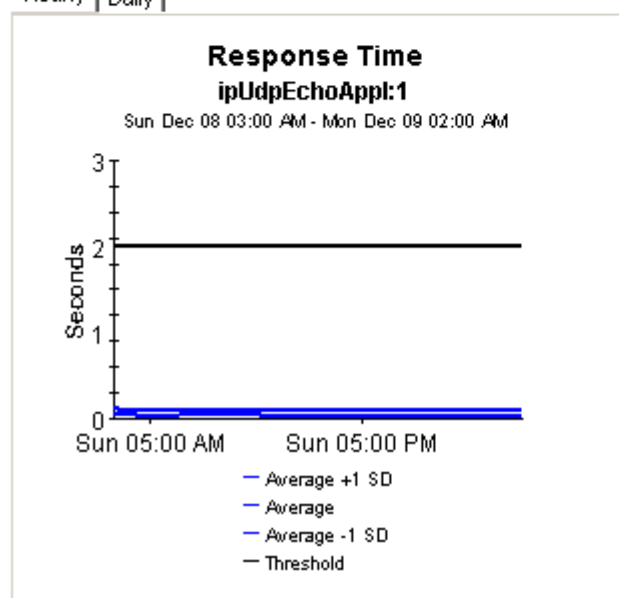 Hourly Daily
Response Time
ipUdpEchoAppl:1
Sun Dec 08 03:00 AM - Mon Dec 09 02:00 AM
3
2
Seconds
1
0
Sun 05:00 AM Sun 05:00 PM
Average +1 SD
Average
Average -1 SD
Threshold